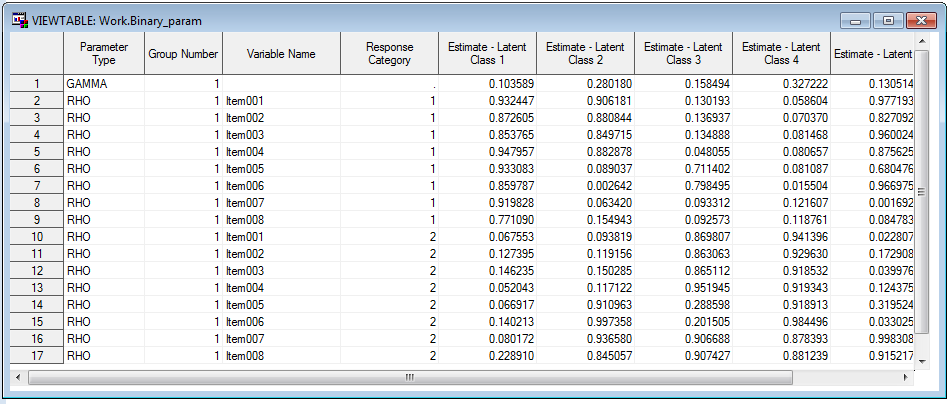 VIEWTABLE: Work.Binary_param
Parameter Type Group Number Variable Name Response Category Estimate - Latent Class 1 Estimate - Latent Class 2 Estimate - Latent Class 3 Estimate - Latent Class 4 Estimate - Latent
1 GAMMA 1 . 0.103589 0.280180 0.158494 0.327222 0.130514
2 RHO 1 Item001 1 0.932447 0.906181 0.130193 0.058604 0.977193
3 RHO 1 Item002 1 0.872605 0.880844 0.136937 0.070370 0.827092
4 RHO 1 Item003 1 0.853765 0.849715 0.134888 0.081468 0.960024
5 RHO 1 Item004 1 0.947957 0.882878 0.048055 0.080657 0.875625
6 RHO 1 Item005 1 0.933083 0.089037 0.711402 0.081087 0.680476
7 RHO 1 Item006 1 0.859787 0.002642 0.798495 0.015504 0.966975
8 RHO 1 Item007 1 0.919828 0.063420 0.093312 0.121607 0.001692
9 RHO 1 Item008 1 0.771090 0.154943 0.092573 0.118761 0.084783
10 RHO 1 Item001 2 0.067553 0.093819 0.869807 0.941396 0.022807
11 RHO 1 Item002 2 0.127395 0.119156 0.863063 0.929630 0.172908
12 RHO 1 Item003 2 0.146235 0.150285 0.865112 0.918532 0.039976
13 RHO 1 Item004 2 0.052043 0.117122 0.951945 0.919343 0.124375
14 RHO 1 Item005 2 0.066917 0.910963 0.288598 0.918913 0.319524
15 RHO 1 Item006 2 0.140213 0.997358 0.201505 0.984496 0.033025
16 RHO 1 Item007 2 0.080172 0.936580 0.906688 0.878393 0.998308
17 RHO 1 Item008 2 0.228910 0.845057 0.907427 0.881239 0.915217